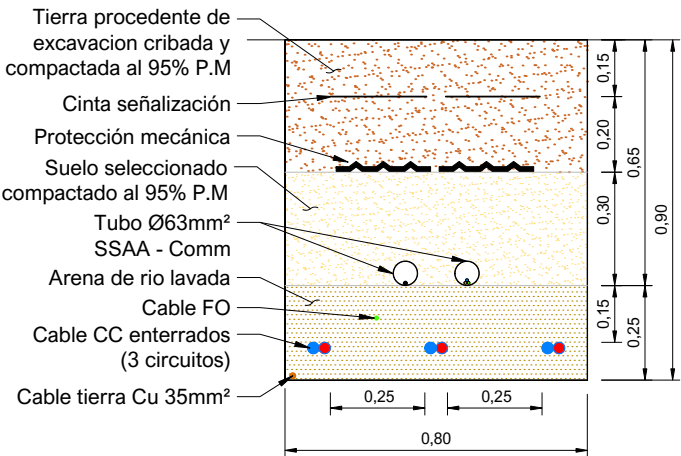 Tierra procedente de
excavacion cribada y
compactada al 95% P.M
Cinta señalización
Protección mecánica
Suelo seleccionado
compactado al 95% P.M
Tubo Ø63mm²
SSAA - Comm
Arena de rio lavada
Cable FO
Cable CC enterrados
(3 circuitos)
Cable tierra Cu 35mm²
0,15
0,20
0,65
0,30
0,90
0,15
0,25
0,25
0,25
0,80